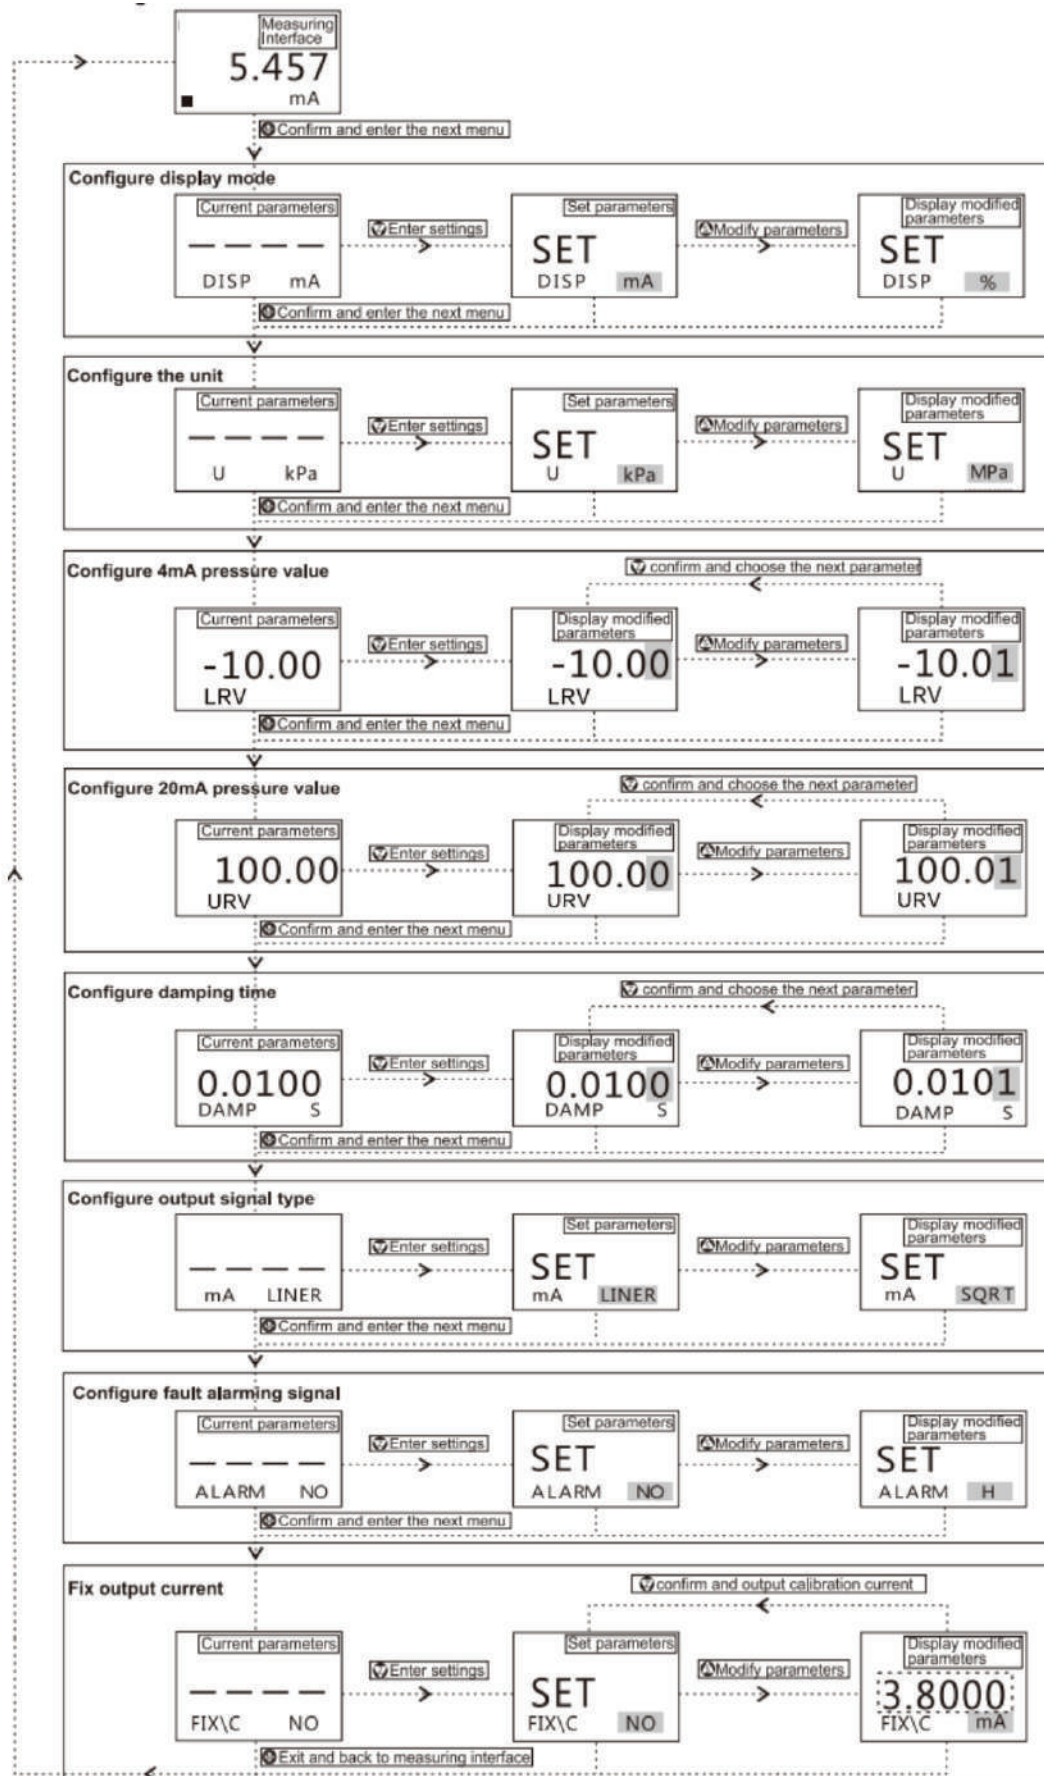 Measuring
Interface
5.457
mA
Confirm and enter the next menu
Configure display mode
Current parameters
DISP mA
Enter settings
Set parameters
SET
DISP mA
Modify parameters
Display modified
parameters
SET
DISP %
Confirm and enter the next menu
Configure the unit
Current parameters
U kPa
Enter settings
Set parameters
SET
U kPa
Modify parameters
Display modified
parameters
SET
U MPa
Confirm and enter the next menu
Configure 4mA pressure value
confirm and choose the next parameter
Current parameters
-10.00
LRV
Enter settings
Display modified
parameters
-10.00
LRV
Modify parameters
Display modified
parameters
-10.01
LRV
Confirm and enter the next menu
Configure 20mA pressure value
confirm and choose the next parameter
Current parameters
100.00
URV
Enter settings
Display modified
parameters
100.00
URV
Modify parameters
Display modified
parameters
100.01
URV
Confirm and enter the next menu
Configure damping time
confirm and choose the next parameter
Current parameters
0.0100
DAMP S
Enter settings
Display modified
parameters
0.0100
DAMP S
Modify parameters
Display modified
parameters
0.0101
DAMP S
Confirm and enter the next menu
Configure output signal type
mA LINER
Enter settings
Set parameters
SET
mA LINER
Modify parameters
Display modified
parameters
SET
mA SQRT
Confirm and enter the next menu
Configure fault alarming signal
Current parameters
ALARM NO
Enter settings
Set parameters
SET
ALARM NO
Modify parameters
Display modified
parameters
SET
ALARM H
Confirm and enter the next menu
Fix output current
confirm and output calibration current
Current parameters
FIX\C NO
Enter settings
Set parameters
SET
FIX\C NO
Modify parameters
Display modified
parameters
3.8000
FIX\C mA
Exit and back to measuring interface